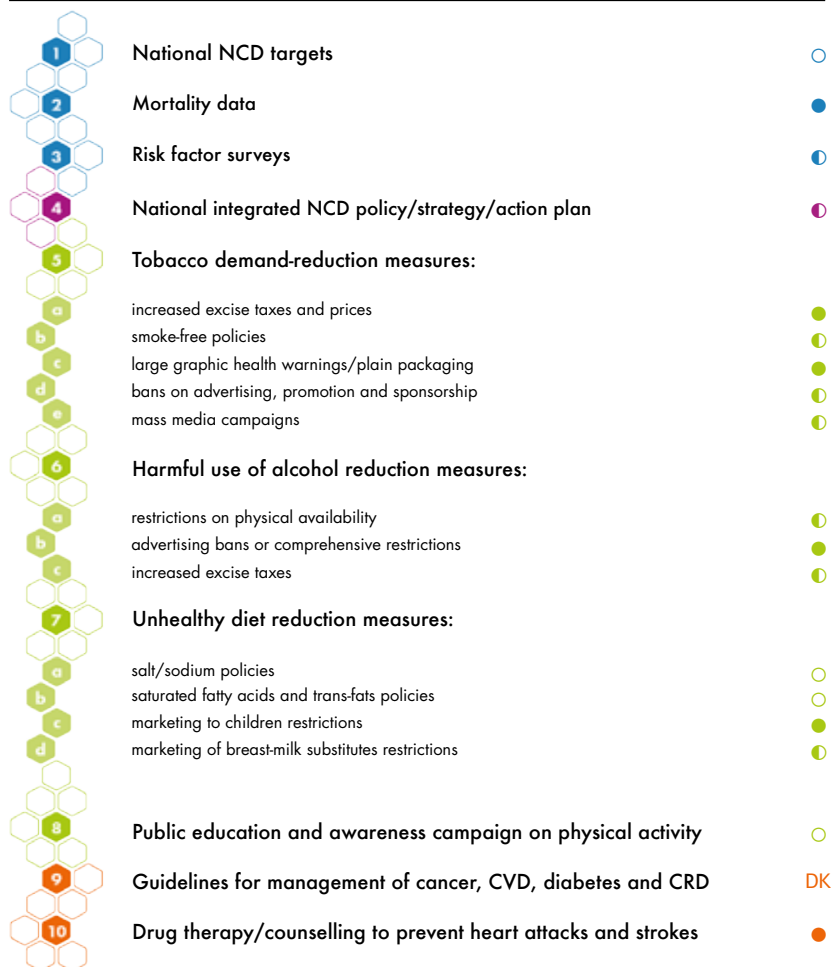 1 National NCD targets ○
2 Mortality data ●
3 Risk factor surveys ◐
4 National integrated NCD policy/strategy/action plan ◐
5 Tobacco demand-reduction measures:
a increased excise taxes and prices ●
b smoke-free policies ◐
c large graphic health warnings/plain packaging ●
d bans on advertising, promotion and sponsorship ◐
e mass media campaigns ◐
6 Harmful use of alcohol reduction measures:
a restrictions on physical availability ◐
b advertising bans or comprehensive restrictions ●
c increased excise taxes ◐
7 Unhealthy diet reduction measures:
a salt/sodium policies ○
b saturated fatty acids and trans-fats policies ○
c marketing to children restrictions ●
d marketing of breast-milk substitutes restrictions ◐
8 Public education and awareness campaign on physical activity ○
9 Guidelines for management of cancer, CVD, diabetes and CRD DK
10 Drug therapy/counselling to prevent heart attacks and strokes ●